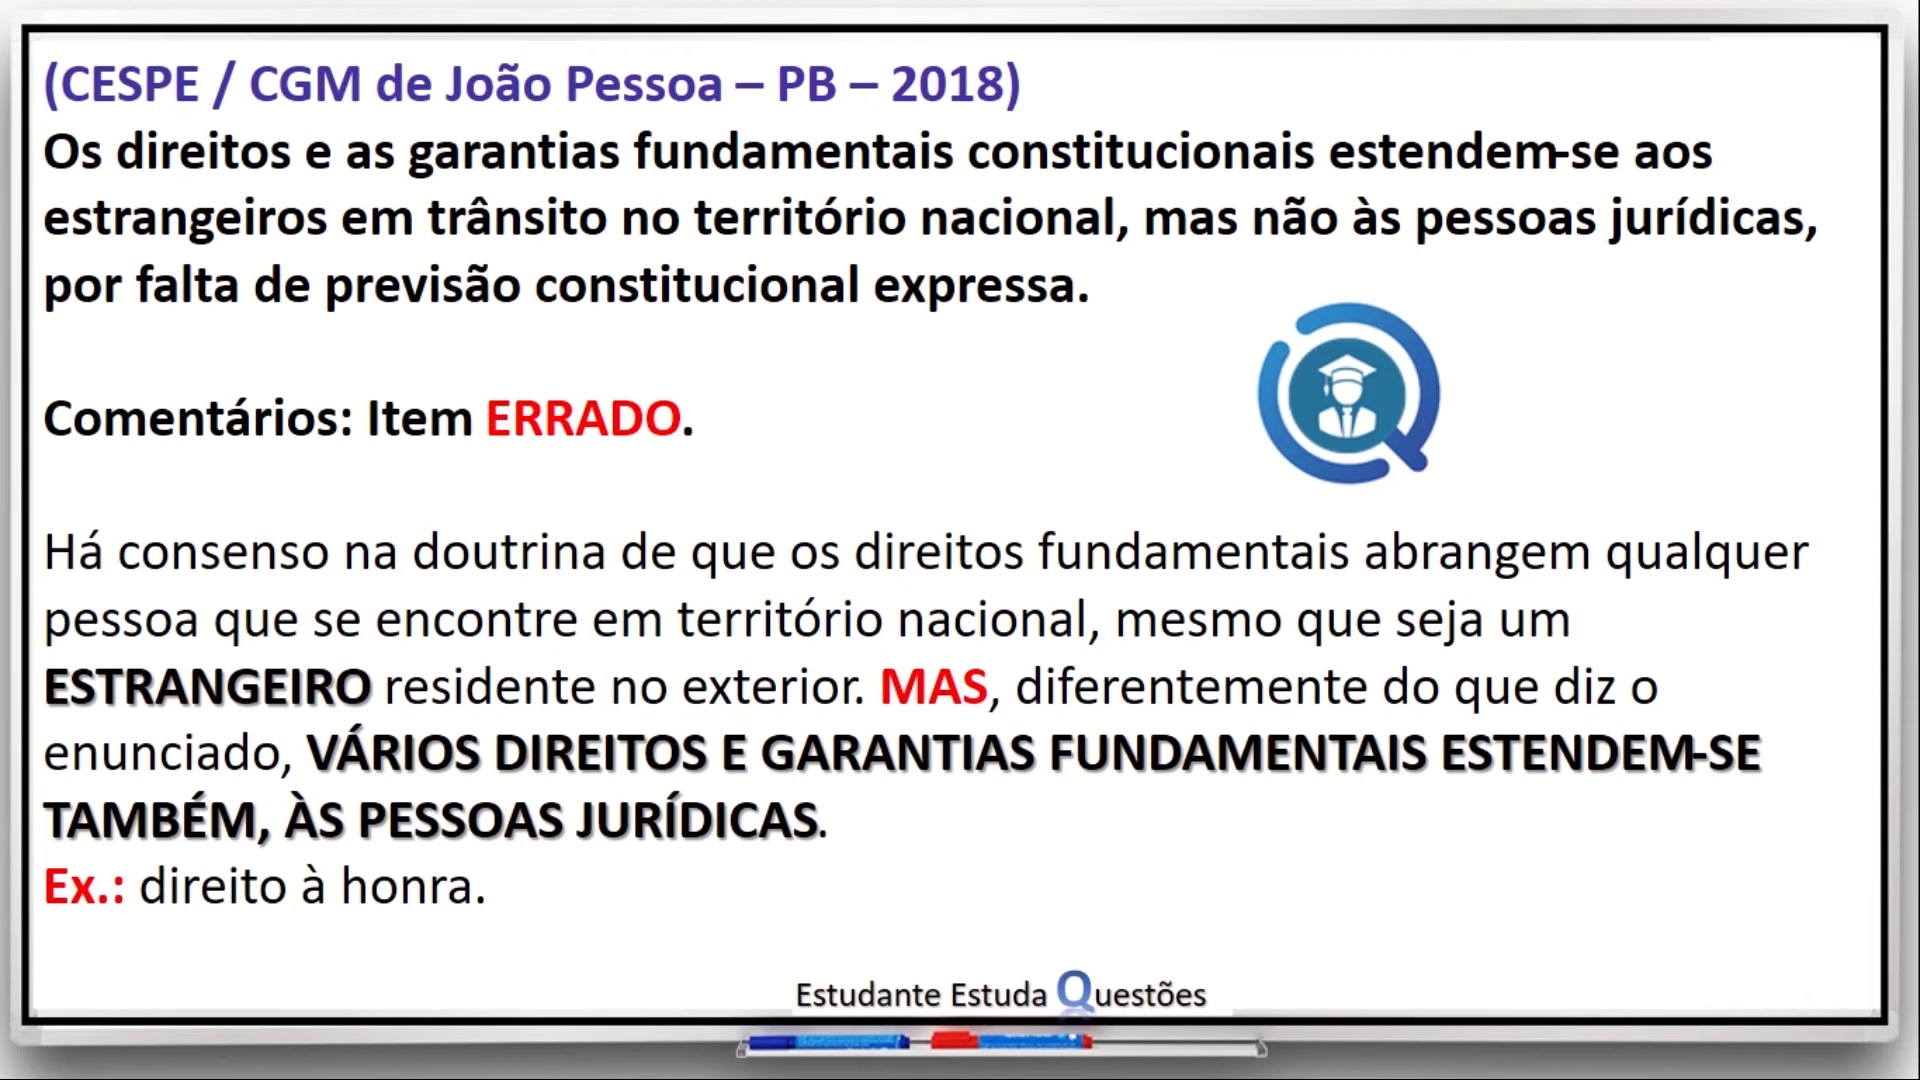 (CESPE / CGM de João Pessoa – PB – 2018)
Os direitos e as garantias fundamentais constitucionais estendem-se aos
estrangeiros em trânsito no território nacional, mas não às pessoas jurídicas,
por falta de previsão constitucional expressa.
Comentários: Item ERRADO.
Há consenso na doutrina de que os direitos fundamentais abrangem qualquer
pessoa que se encontre em território nacional, mesmo que seja um
ESTRANGEIRO residente no exterior. MAS, diferentemente do que diz o
enunciado, VÁRIOS DIREITOS E GARANTIAS FUNDAMENTAIS ESTENDEM-SE
TAMBÉM, ÀS PESSOAS JURÍDICAS.
Ex.: direito à honra.
Estudante Estuda Questões